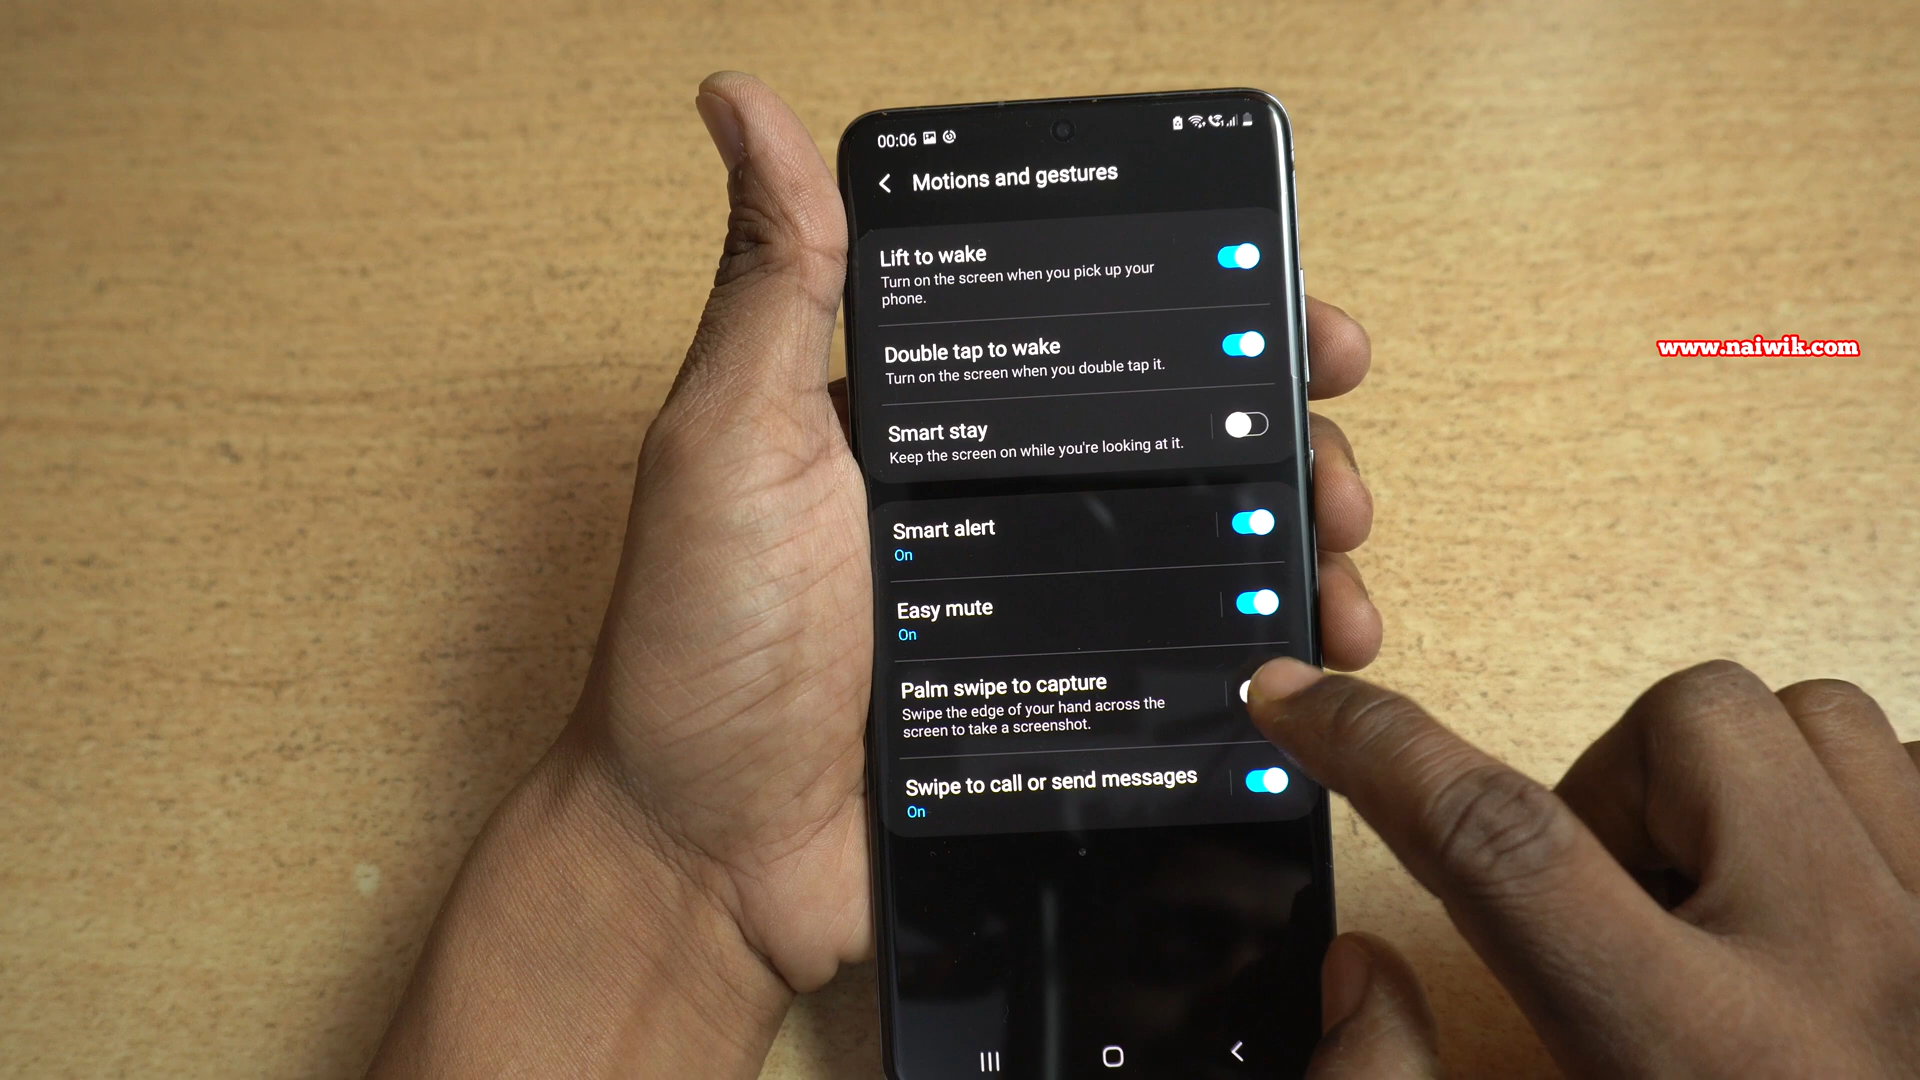 00:06
Motions and gestures
Lift to wake
Turn on the screen when you pick up your
phone.
Double tap to wake
Turn on the screen when you double tap it.
www.naiwik.com
Smart stay
Keep the screen on while you're looking at it.
Smart alert
On
Easy mute
On
Palm swipe to capture
Swipe the edge of your hand across the
screen to take a screenshot.
Swipe to call or send messages
On